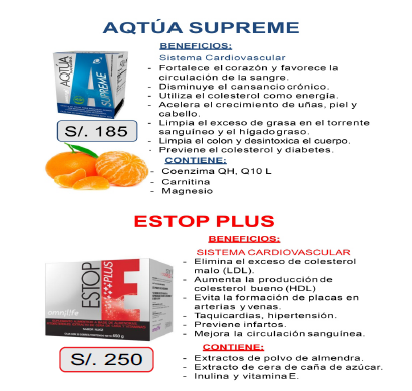 AQTÚA SUPREME
BENEFICIOS:
Sistema Cardiovascular
- Fortalece el corazón y favorece la
circulación de la sangre.
- Disminuye el cansancio crónico.
- Utiliza el colesterol como energía.
- Acelera el crecimiento de uñas, piel y
cabello.
- Limpia el exceso de grasa en el torrente
sanguíneo y el hígado graso.
- Limpia el colon y desintoxica el cuerpo.
- Previene el colesterol y diabetes.
AQTÚA
SUPREME
S/. 185
CONTIENE:
- Coenzima QH, Q10 L
- Carnitina
- Magnesio
ESTOP PLUS
BENEFICIOS:
SISTEMA CARDIOVASCULAR
- Elimina el exceso de colesterol
malo (LDL).
- Aumenta la producción de
colesterol bueno (HDL)
- Evita la formación de placas en
arterias y venas.
- Taquicardias, hipertensión.
- Previene infartos.
- Mejora la circulación sanguínea.
ESTOP
PLUS
omnilife
S/. 250
CONTIENE:
- Extractos de polvo de almendra.
- Extracto de cera de caña de azúcar.
- Inulina y vitamina E.